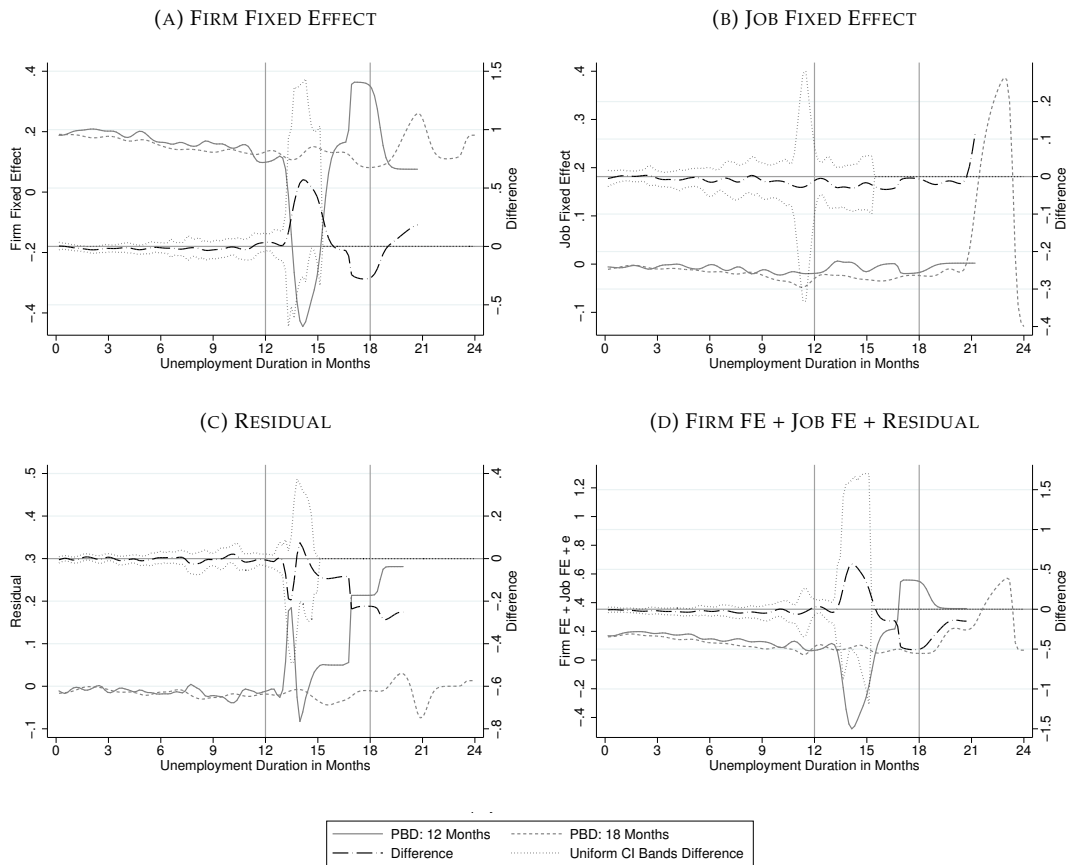 (A) FIRM FIXED EFFECT
.4
.2
0
-.2
-.4
Firm Fixed Effect
1.5
1
.5
0
-.5
Difference
0 3 6 9 12 15 18 21 24
Unemployment Duration in Months
(B) JOB FIXED EFFECT
.4
.3
.2
.1
0
-.1
Job Fixed Effect
.2
.1
0
-.1
-.2
-.3
-.4
Difference
0 3 6 9 12 15 18 21 24
Unemployment Duration in Months
(C) RESIDUAL
.5
.4
.3
.2
.1
0
-.1
Residual
.4
.2
0
-.2
-.4
-.6
-.8
Difference
0 3 6 9 12 15 18 21 24
Unemployment Duration in Months
(D) FIRM FE + JOB FE + RESIDUAL
1.2
1
.8
.6
.4
.2
0
-.2
-.4
Firm FE + Job FE + e
1.5
1
.5
0
-.5
-1
-1.5
Difference
0 3 6 9 12 15 18 21 24
Unemployment Duration in Months
PBD: 12 Months PBD: 18 Months
Difference Uniform CI Bands Difference